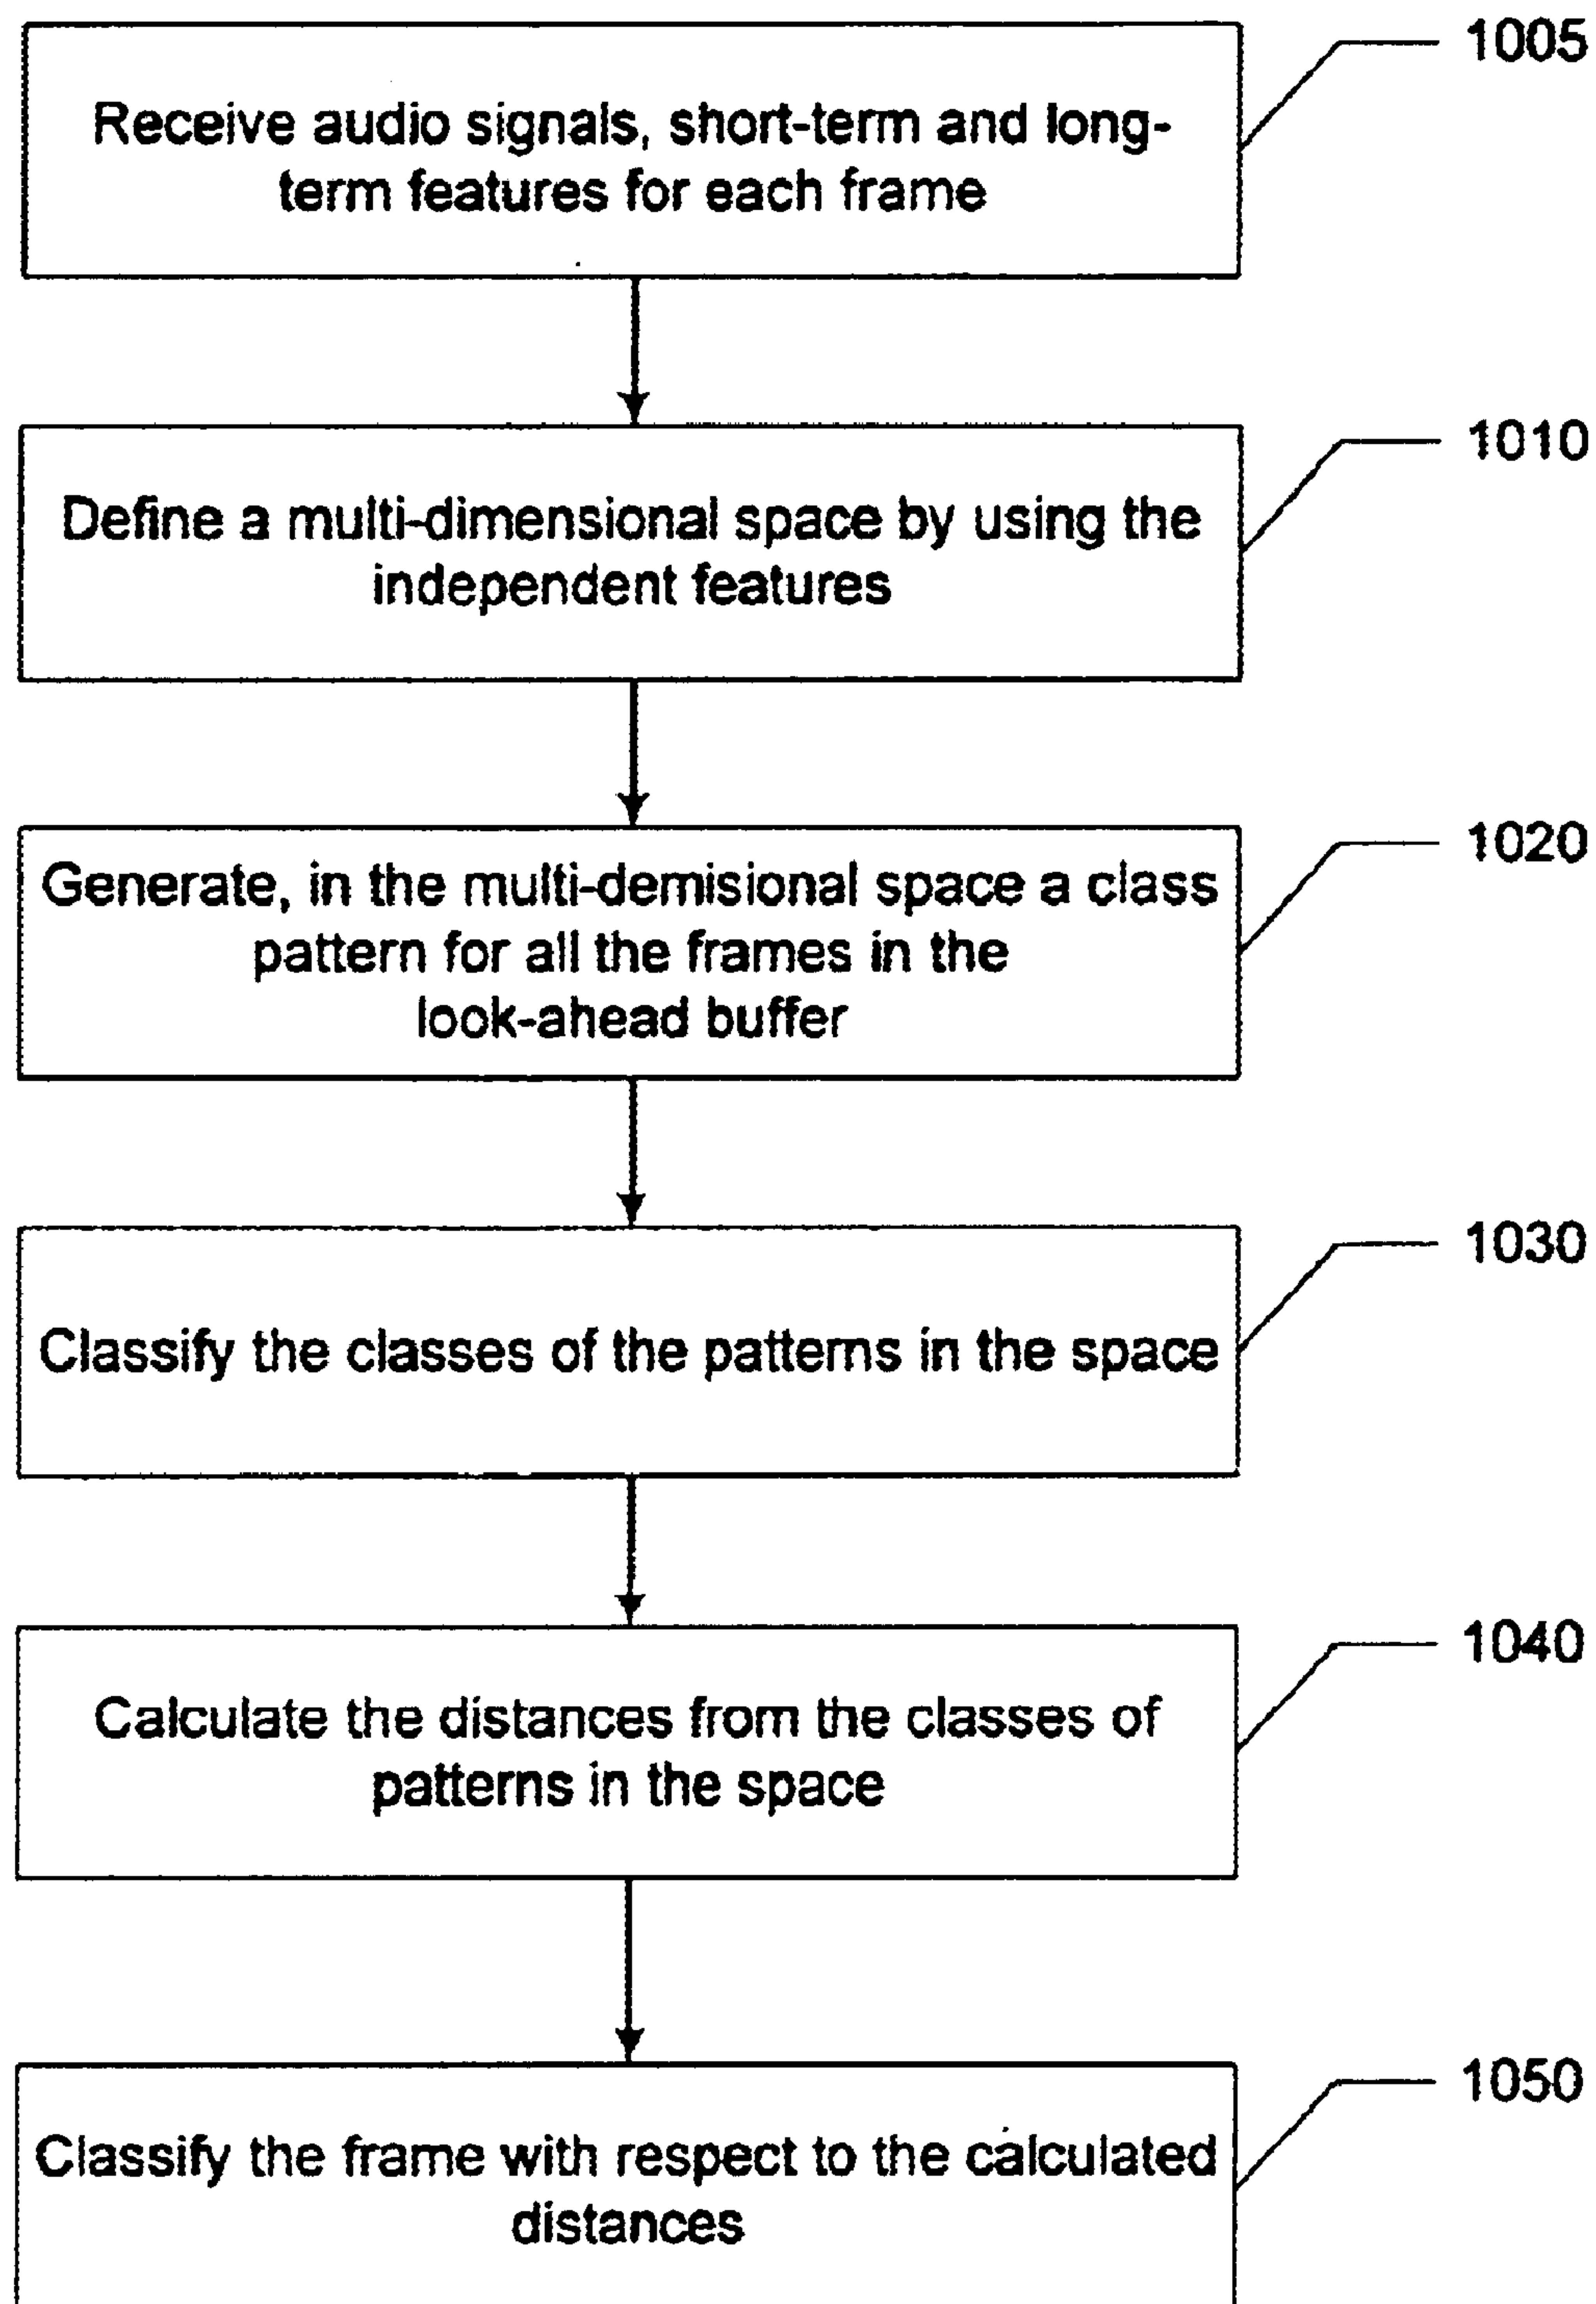 1005
Receive audio signals, short-term and long-
term features for each frame
1010
Define a multi-dimensional space by using the
independent features
1020
Generate, in the multi-demisional space a class
pattern for all the frames in the
look-ahead buffer
1030
Classify the classes of the patterns in the space
1040
Calculate the distances from the classes of
patterns in the space
1050
Classify the frame with respect to the calculated
distances